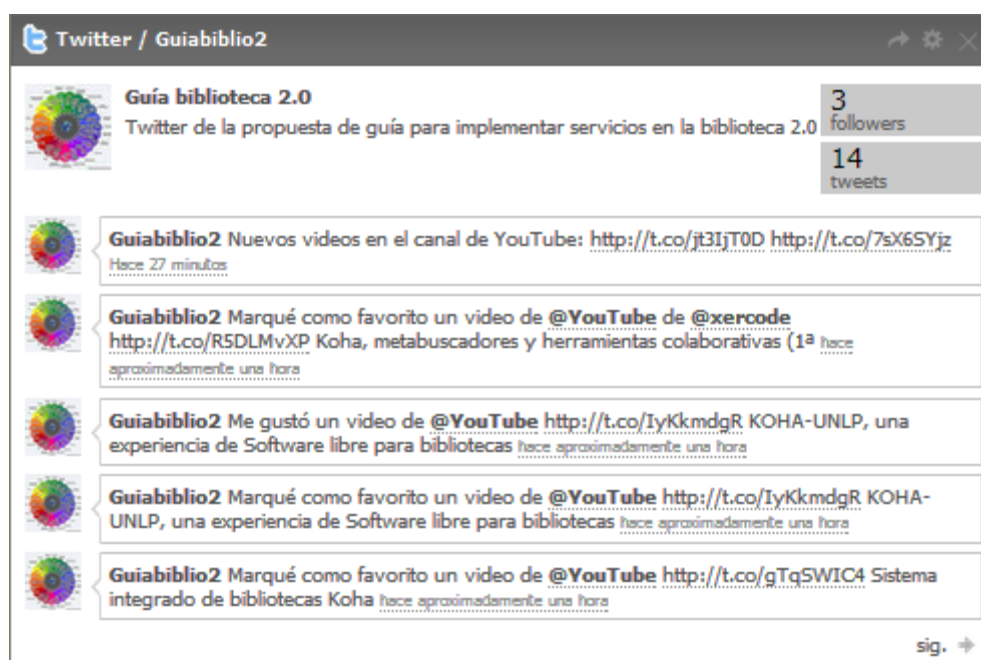 Twitter / Guiabiblio2
Guía biblioteca 2.0
Twitter de la propuesta de guía para implementar servicios en la biblioteca 2.0
3
followers
14
tweets
Guiabiblio2 Nuevos videos en el canal de YouTube: http://t.co/jt3IjT0D http://t.co/7sX6SYjz
Hace 27 minutos
Guiabiblio2 Marqué como favorito un video de @YouTube de @xercode
http://t.co/R5DLMvXP Koha, metabuscadores y herramientas colaborativas (1ª hace
aproximadamente una hora
Guiabiblio2 Me gustó un video de @YouTube http://t.co/IyKkmdgR KOHA-UNLP, una
experiencia de Software libre para bibliotecas hace aproximadamente una hora
Guiabiblio2 Marqué como favorito un video de @YouTube http://t.co/IyKkmdgR KOHA-
UNLP, una experiencia de Software libre para bibliotecas hace aproximadamente una hora
Guiabiblio2 Marqué como favorito un video de @YouTube http://t.co/gTqSWIC4 Sistema
integrado de bibliotecas Koha hace aproximadamente una hora
sig.